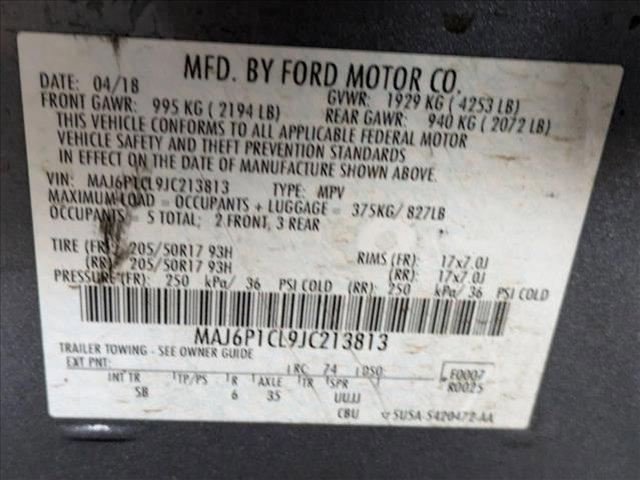 MFD. BY FORD MOTOR CO.
DATE: 04/18 GVWR: 1929 KG ( 4253 LB)
FRONT GAWR: 995 KG ( 2194 LB) REAR GAWR: 940 KG ( 2072 LB)
THIS VEHICLE CONFORMS TO ALL APPLICABLE FEDERAL MOTOR
VEHICLE SAFETY AND THEFT PREVENTION STANDARDS
IN EFFECT ON THE DATE OF MANUFACTURE SHOWN ABOVE.
VIN: MAJ6P1CL9JC213813 TYPE: MPV
MAXIMUM LOAD = OCCUPANTS + LUGGAGE = 375KG/ 827LB
OCCUPANTS: 5 TOTAL; 2 FRONT, 3 REAR
TIRE (FR): 205/50R17 93H RIMS (FR): 17x7.0J
(RR): 205/50R17 93H (RR): 17x7.0J
PRESSURE(FR): 250 kPa/ 36 PSI COLD (RR): 250 kPa/ 36 PSI COLD
MAJ6P1CL9JC213813
TRAILER TOWING - SEE OWNER GUIDE
EXT PNT: RC: 74 DSO: F0007
R0025
INT TR TP/PS R AXLE TR SPR
SB 6 35 UUJJ
CBU 5U5A-5420472-AA